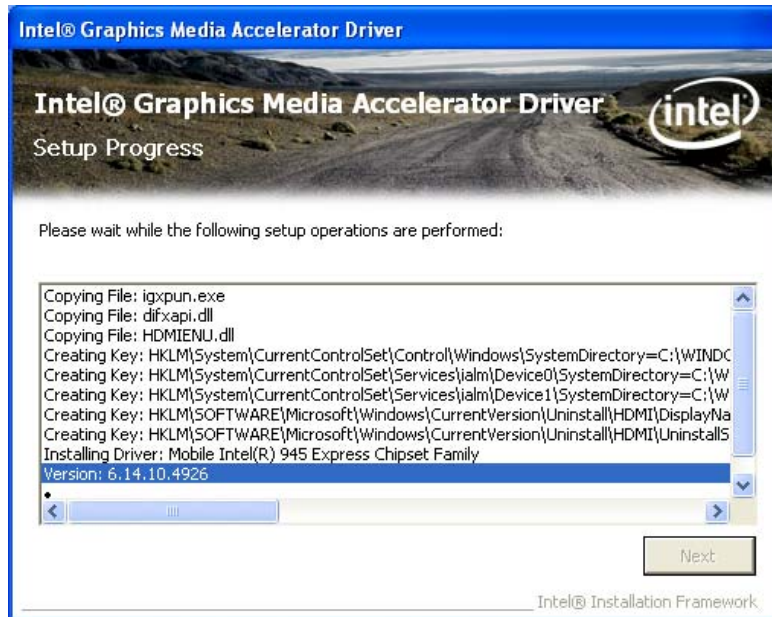 Intel® Graphics Media Accelerator Driver
Intel® Graphics Media Accelerator Driver
intel
Setup Progress
Please wait while the following setup operations are performed:
Copying File: igxpun.exe
Copying File: difxapi.dll
Copying File: HDMIENU.dll
Creating Key: HKLM\System\CurrentControlSet\Control\Windows\SystemDirectory=C:\WINDO
Creating Key: HKLM\System\CurrentControlSet\Services\ialm\Device0\SystemDirectory=C:\W
Creating Key: HKLM\System\CurrentControlSet\Services\ialm\Device1\SystemDirectory=C:\W
Creating Key: HKLM\SOFTWARE\Microsoft\Windows\CurrentVersion\Uninstall\HDMI\DisplayNa
Creating Key: HKLM\SOFTWARE\Microsoft\Windows\CurrentVersion\Uninstall\HDMI\UninstallS
Installing Driver: Mobile Intel(R) 945 Express Chipset Family
Version: 6.14.10.4926
Next
Intel® Installation Framework